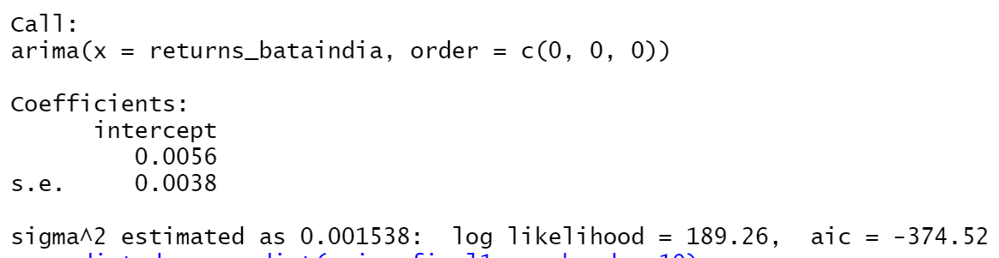 Call:
arima(x = returns_bataindia, order = c(0, 0, 0))
Coefficients:
intercept
0.0056
s.e. 0.0038
sigma^2 estimated as 0.001538: log likelihood = 189.26, aic = -374.52